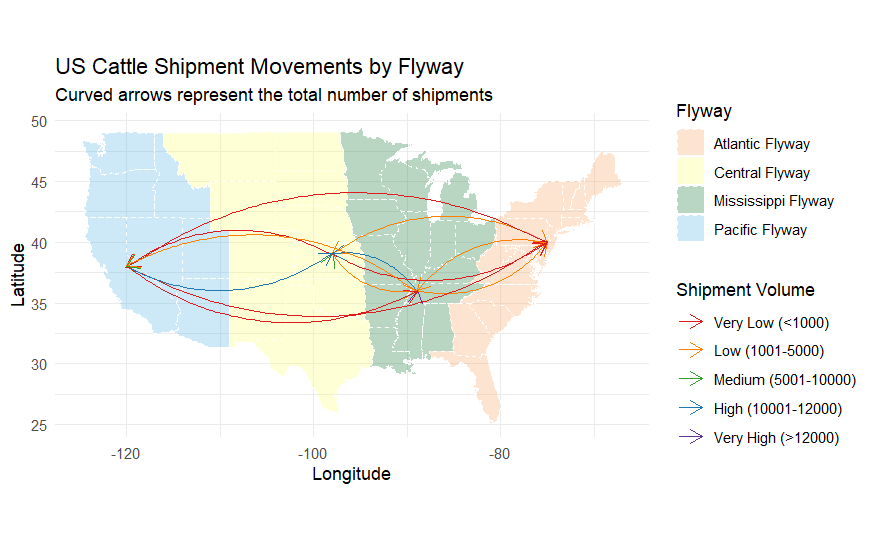 US Cattle Shipment Movements by Flyway
Curved arrows represent the total number of shipments
50
45
40
35
30
25
Latitude
-120
-100
-80
Longitude
Flyway
Atlantic Flyway
Central Flyway
Mississippi Flyway
Pacific Flyway
Shipment Volume
Very Low (<1000)
Low (1001-5000)
Medium (5001-10000)
High (10001-12000)
Very High (>12000)